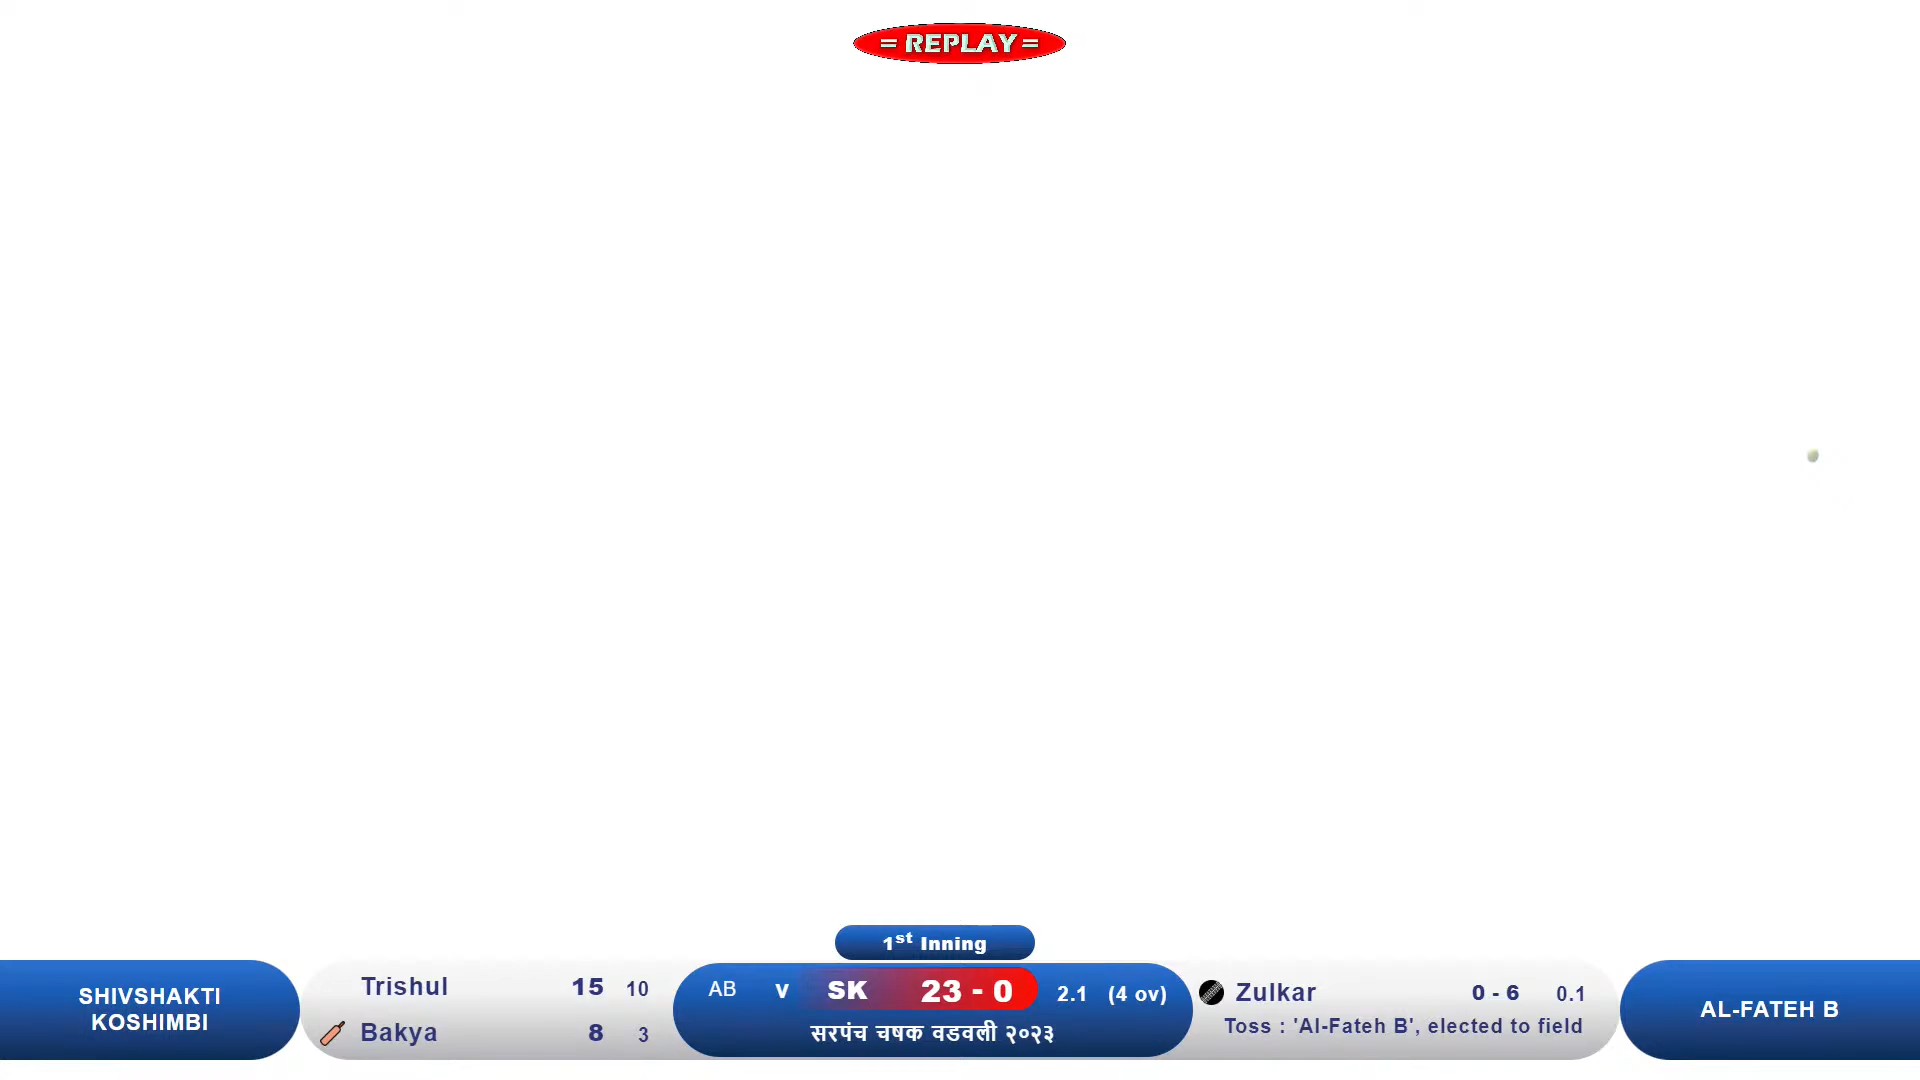 = REPLAY =
1st Inning
SHIVSHAKTI
KOSHIMBI
Trishul 15 10
Bakya 8 3
AB v SK 23 - 0 2.1 (4 ov)
सरपंच चषक वडवली २०२३
Zulkar 0 - 6 0.1
Toss : 'Al-Fateh B', elected to field
AL-FATEH B